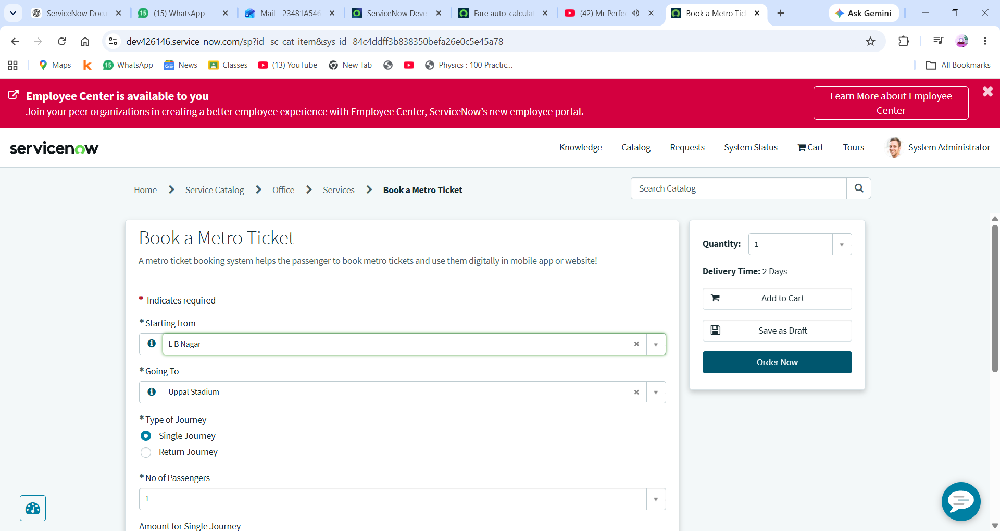 ServiceNow Docu
(15) WhatsApp
Mail - 23481A546
ServiceNow Deve
Fare auto-calcula
(42) Mr Perfec
Book a Metro Tic
Ask Gemini
dev426146.service-now.com/sp?id=sc_cat_item&sys_id=84c4ddff3b838350befa26e0c5e45a78
Maps
WhatsApp
News
Classes
(13) YouTube
New Tab
Physics : 100 Practic...
All Bookmarks
Employee Center is available to you
Join your peer organizations in creating a better employee experience with Employee Center, ServiceNow’s new employee portal.
Learn More about Employee
Center
servicenow
Knowledge
Catalog
Requests
System Status
Cart
Tours
System Administrator
Home
Service Catalog
Office
Services
Book a Metro Ticket
Search Catalog
Book a Metro Ticket
A metro ticket booking system helps the passenger to book metro tickets and use them digitally in mobile app or website!
* Indicates required
* Starting from
L B Nagar
* Going To
Uppal Stadium
* Type of Journey
Single Journey
Return Journey
* No of Passengers
1
Amount for Single Journey
Quantity: 1
Delivery Time: 2 Days
Add to Cart
Save as Draft
Order Now